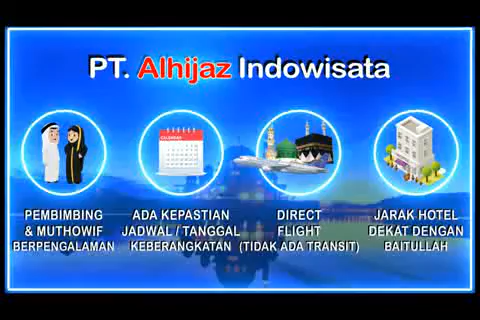 PT. Alhijaz Indowisata
CALENDAR
PEMBIMBING
& MUTHOWIF
BERPENGALAMAN
ADA KEPASTIAN
JADWAL / TANGGAL
KEBERANGKATAN
DIRECT
FLIGHT
(TIDAK ADA TRANSIT)
JARAK HOTEL
DEKAT DENGAN
BAITULLAH